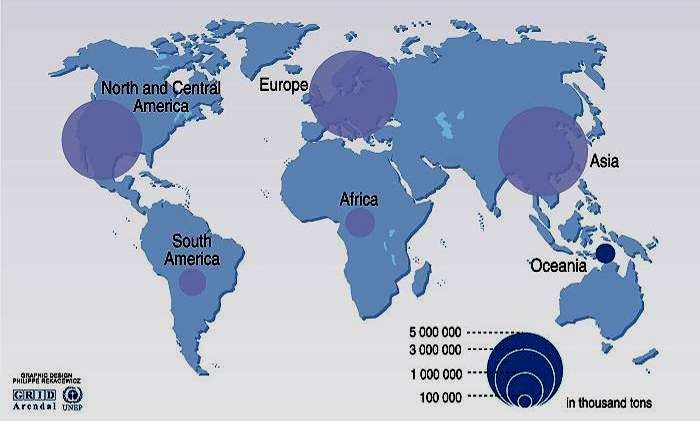 North and Central
America
Europe
Asia
Africa
South
America
Oceania
5 000 000
3 000 000
1 000 000
100 000
in thousand tons
GRAPHIC DESIGN
PHILIPPE REKACEWICZ
GRID
Arendal
UNEP